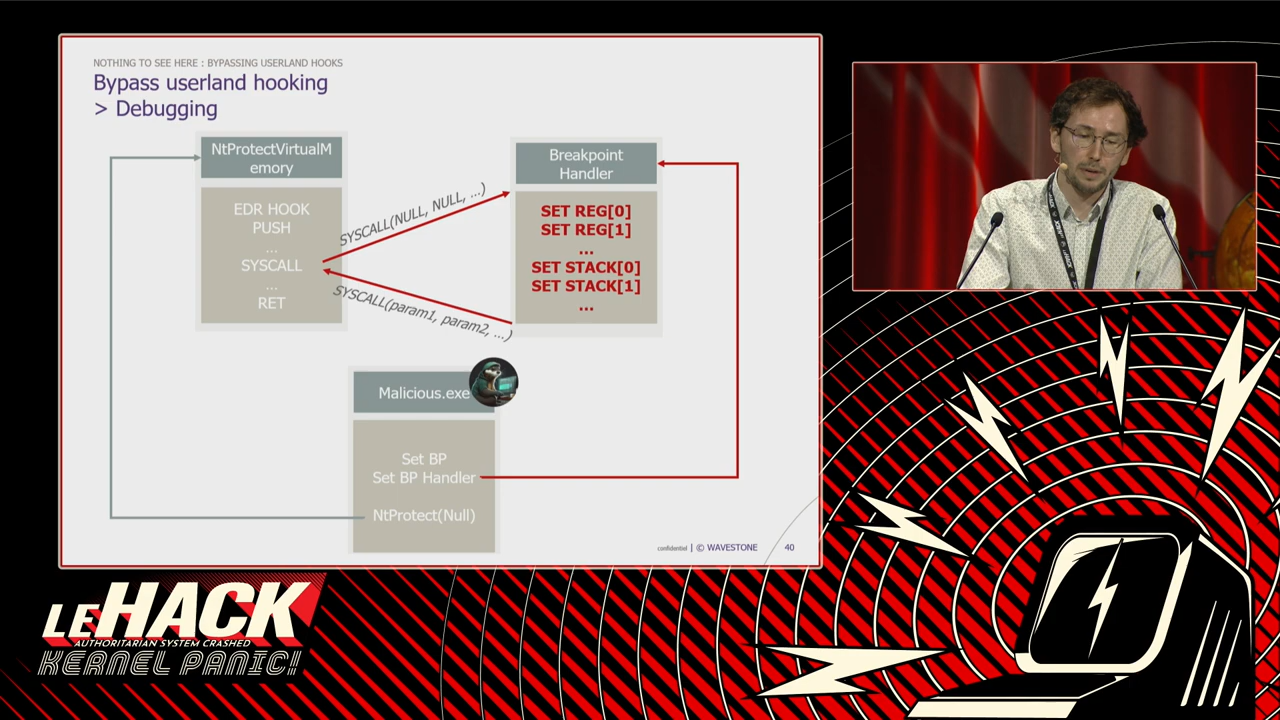 NOTHING TO SEE HERE : BYPASSING USERLAND HOOKS
Bypass userland hooking
> Debugging
NtProtectVirtualM
emory
EDR HOOK
PUSH
...
SYSCALL
...
RET
SYSCALL(NULL, NULL, ...)
SYSCALL(param1, param2, ...)
Breakpoint
Handler
SET REG[0]
SET REG[1]
...
SET STACK[0]
SET STACK[1]
...
Malicious.exe
Set BP
Set BP Handler
NtProtect(Null)
confidentiel | © WAVESTONE 40
LEHACK
AUTHORITARIAN SYSTEM CRASHED
KERNEL PANIC!